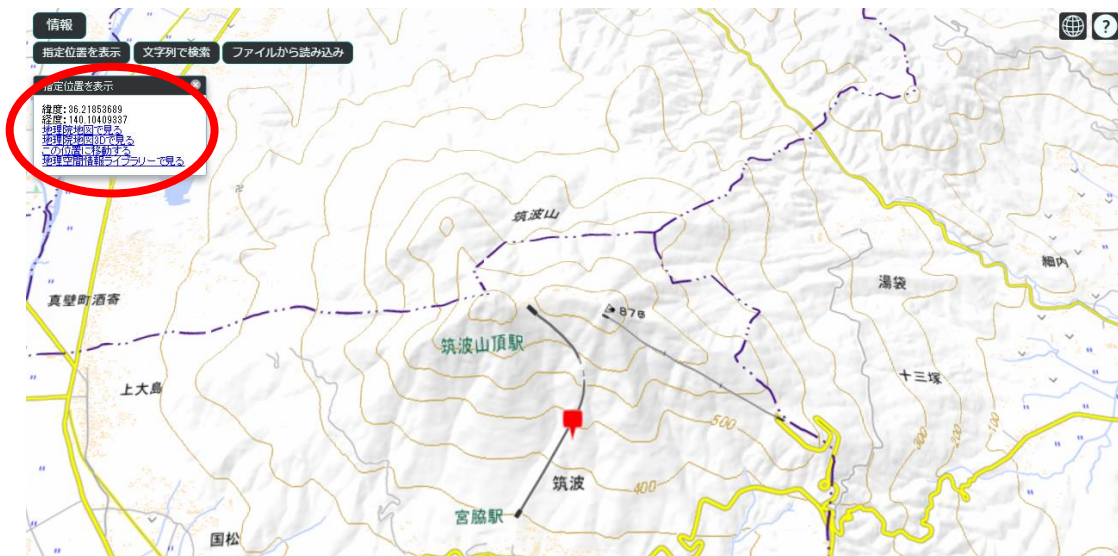 情報
指定位置を表示
文字列で検索
ファイルから読み込み
?
指定位置を表示
緯度:36.21853689
経度:140.10409337
地理院地図で見る
地理院地図3Dで見る
この位置に移動する
地理空間情報ライブラリーで見る
筑波山
細内
湯袋
真壁町酒寄
876
筑波山頂駅
十三塚
上大島
500
300
200
100
筑波
400
宮脇駅
国松